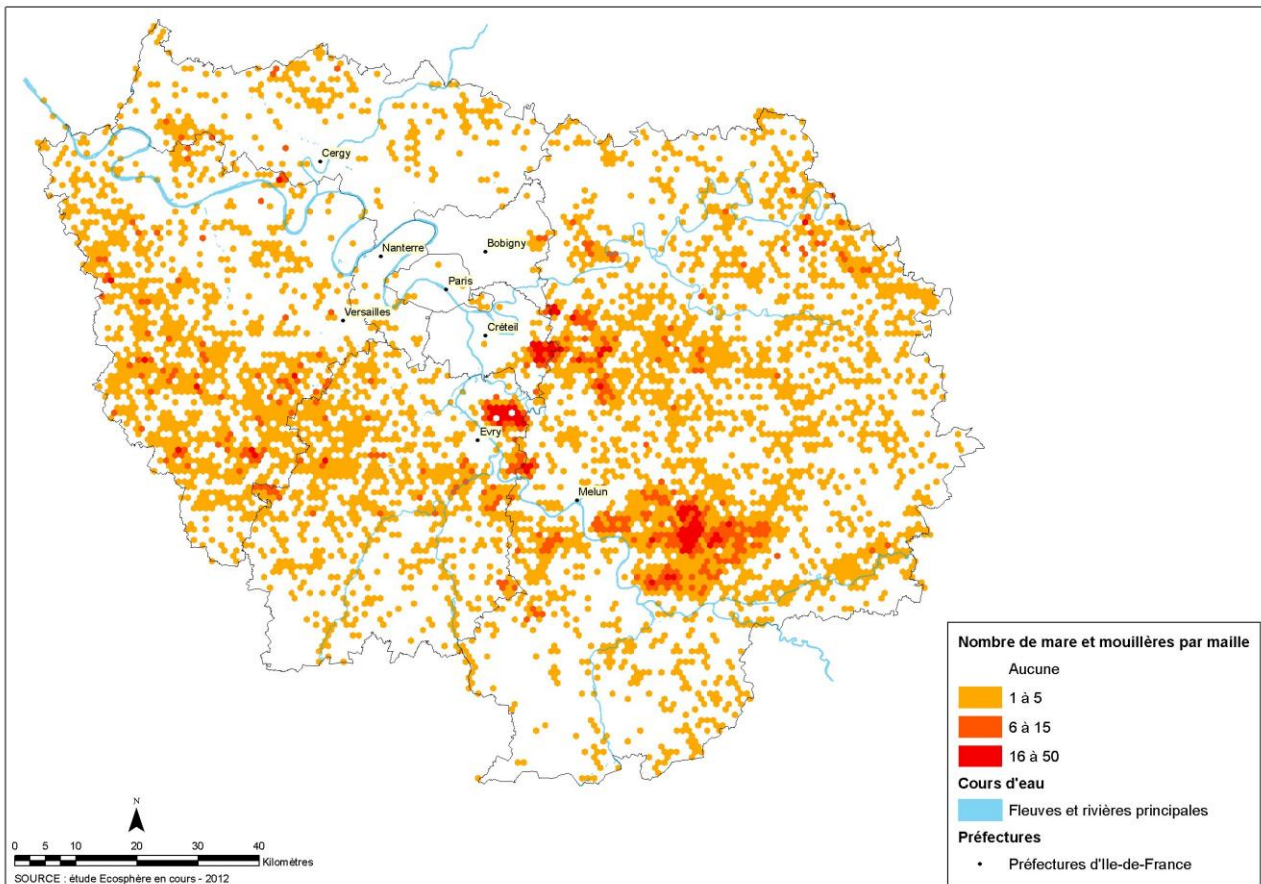 Cergy
Nanterre
Bobigny
Paris
Versailles
Créteil
Evry
Melun
Nombre de mare et mouillères par maille
Aucune
1 à 5
6 à 15
16 à 50
Cours d'eau
Fleuves et rivières principales
Préfectures
Préfectures d'Ile-de-France
N
0 5 10 20 30 40
Kilomètres
SOURCE : étude Ecosphère en cours - 2012